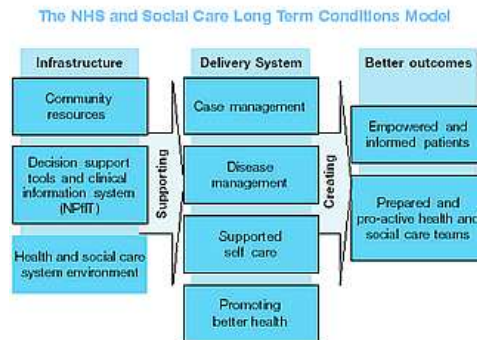 The NHS and Social Care Long Term Conditions Model
Infrastructure
Community
resources
Decision support
tools and clinical
information system
(NPfIT)
Health and social care
system environment
Supporting
Delivery System
Case management
Disease
management
Supported
self care
Promoting
better health
Creating
Better outcomes
Empowered and
informed patients
Prepared and
pro-active health and
social care teams